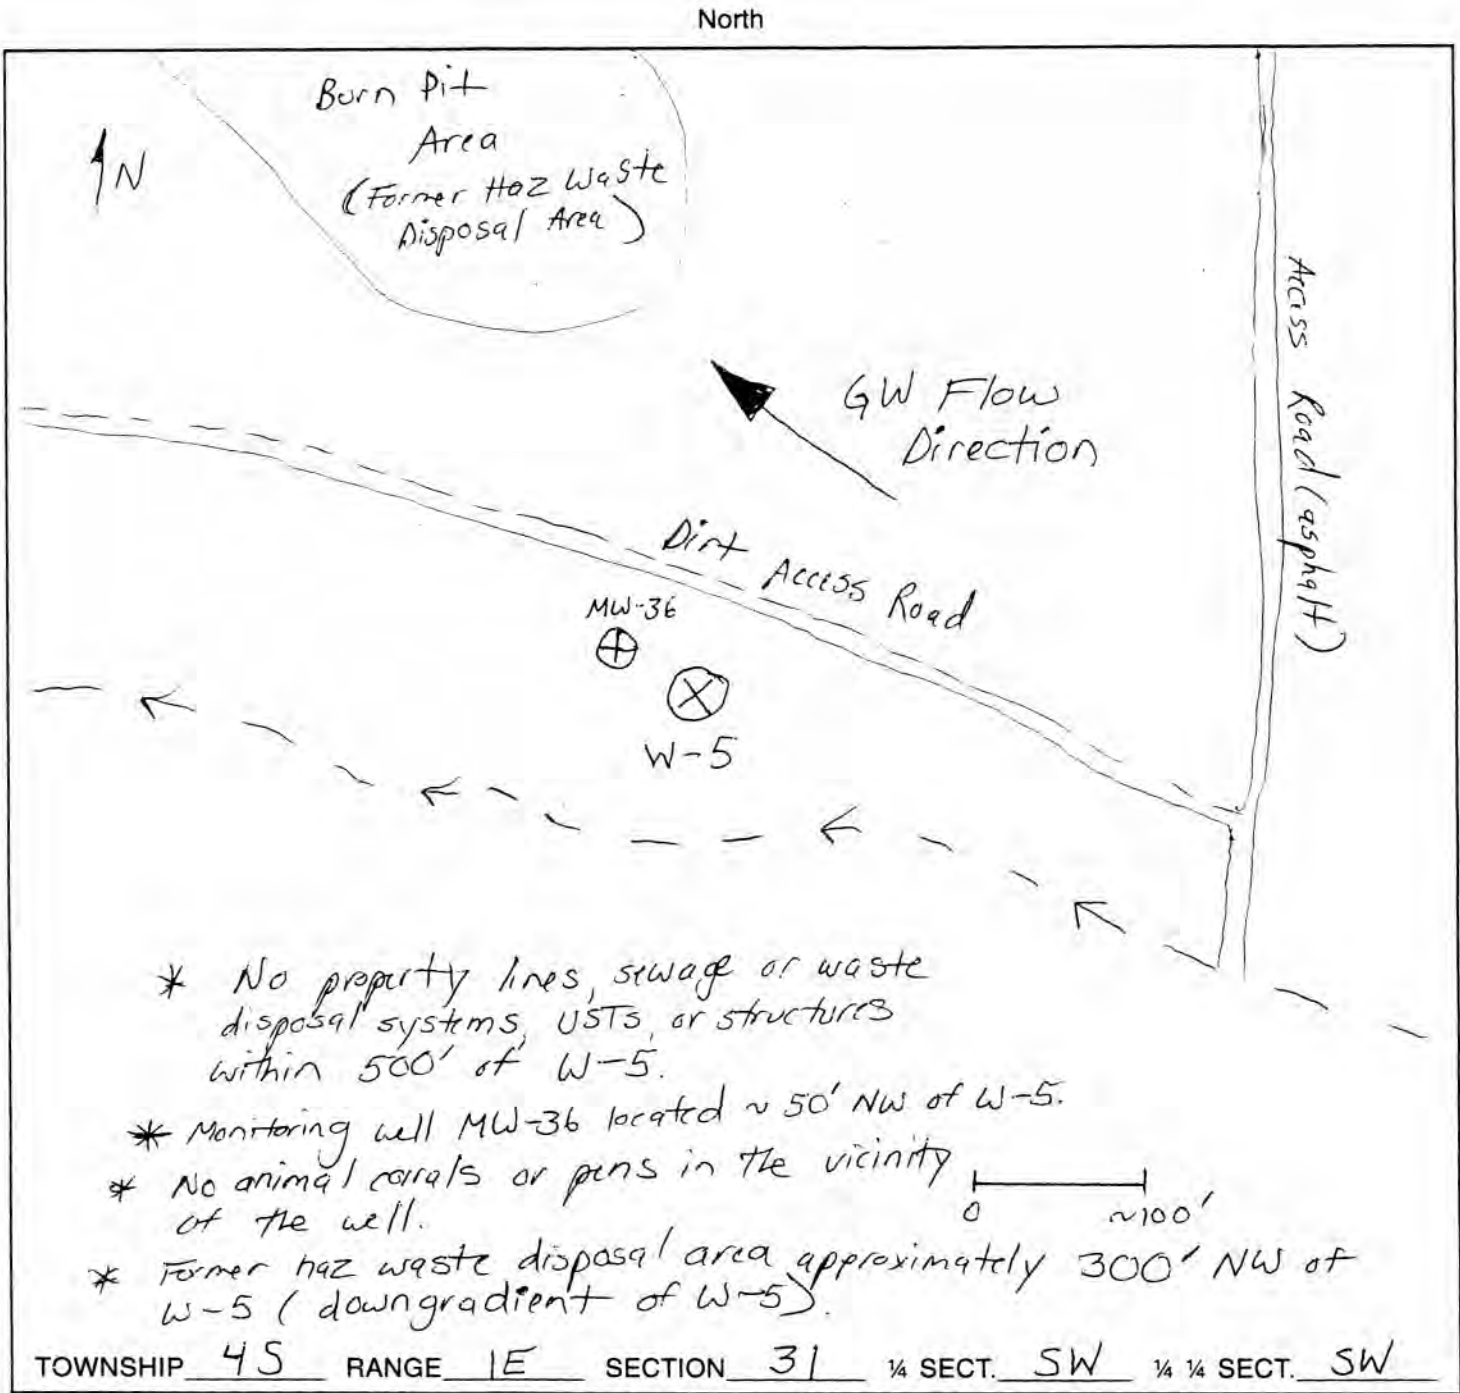 North
Burn Pit
Area
(Former Haz Waste
Disposal Area)
N
Access Road (asphalt)
GW Flow
Direction
Dirt Access Road
MW-36
W-5
* No property lines, sewage or waste
disposal systems, USTs, or structures
within 500' of W-5.
* Monitoring well MW-36 located ~ 50' NW of W-5.
* No animal corrals or pens in the vicinity
of the well.
0 ~100'
* Former haz waste disposal area approximately 300' NW of
W-5 (downgradient of W-5).
TOWNSHIP 4S RANGE 1E SECTION 31 ¼ SECT. SW ¼ ¼ SECT. SW